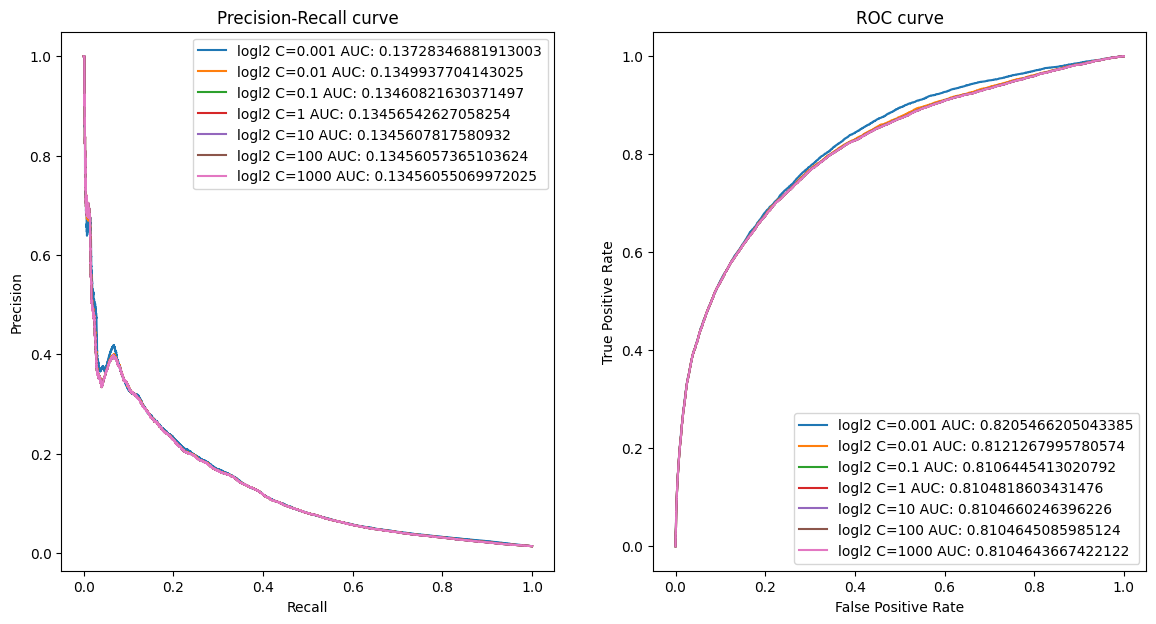 Precision-Recall curve
1.0
0.8
0.6
0.4
0.2
0.0
Precision
0.0 0.2 0.4 0.6 0.8 1.0
Recall
logl2 C=0.001 AUC: 0.13728346881913003
logl2 C=0.01 AUC: 0.1349937704143025
logl2 C=0.1 AUC: 0.13460821630371497
logl2 C=1 AUC: 0.13456542627058254
logl2 C=10 AUC: 0.1345607817580932
logl2 C=100 AUC: 0.13456057365103624
logl2 C=1000 AUC: 0.13456055069972025
ROC curve
1.0
0.8
0.6
0.4
0.2
0.0
True Positive Rate
0.0 0.2 0.4 0.6 0.8 1.0
False Positive Rate
logl2 C=0.001 AUC: 0.8205466205043385
logl2 C=0.01 AUC: 0.8121267995780574
logl2 C=0.1 AUC: 0.8106445413020792
logl2 C=1 AUC: 0.8104818603431476
logl2 C=10 AUC: 0.8104660246396226
logl2 C=100 AUC: 0.8104645085985124
logl2 C=1000 AUC: 0.8104643667422122